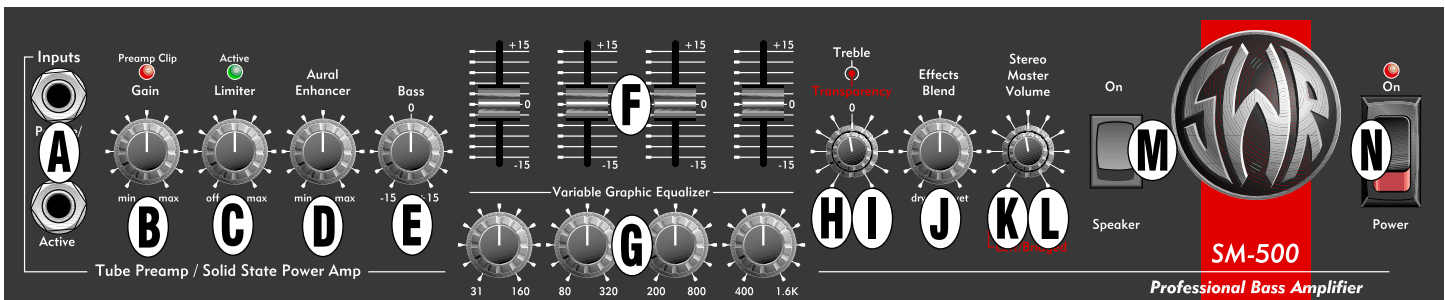 Inputs
A
Active
Preamp Clip
Gain
min max
B
Active
Limiter
off max
C
Aural
Enhancer
min max
D
Bass
0
-15 +15
E
Tube Preamp / Solid State Power Amp
+15 +15 +15 +15
0 0 0 0
F
-15 -15 -15 -15
Variable Graphic Equalizer
G
31 160 80 320 200 800 400 1.6K
Treble
Transparency
0
H I
Effects
Blend
J
Stereo
Master
Volume
K L
On
M
Speaker
SWR
SM-500
On
N
Power
Professional Bass Amplifier